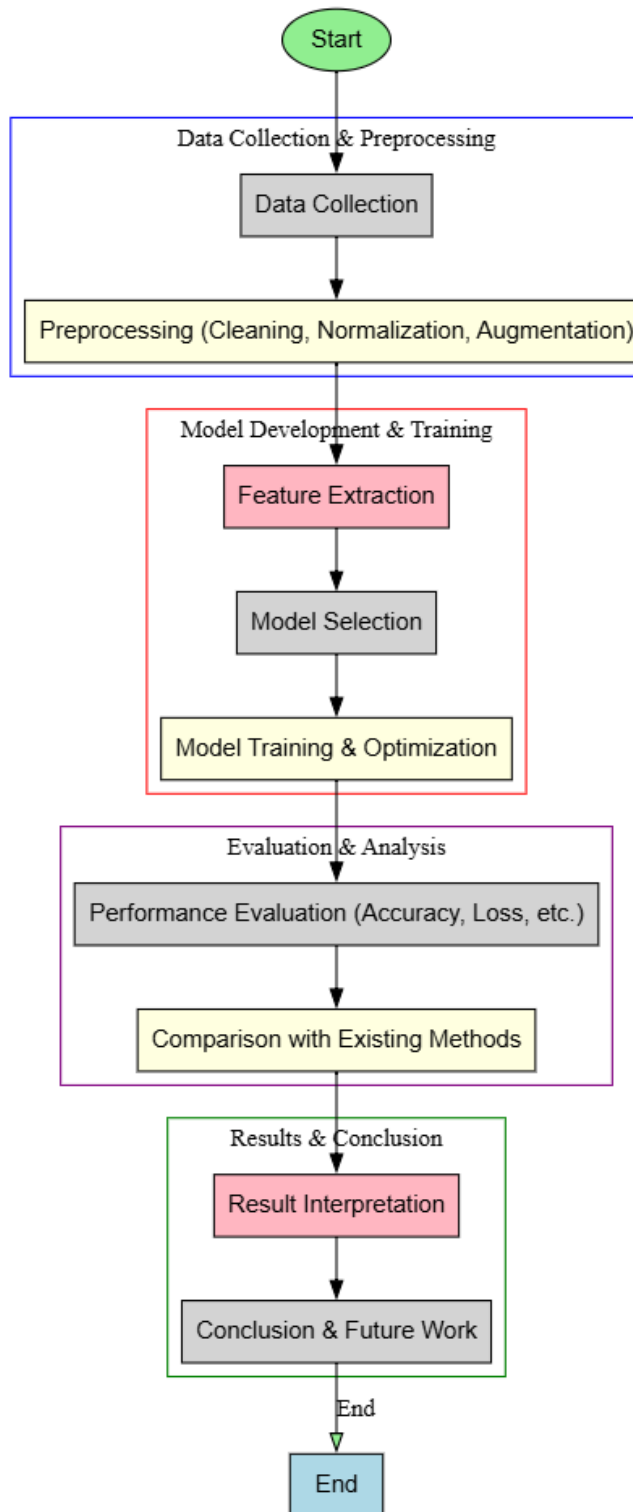 Start
Data Collection & Preprocessing
Data Collection
Preprocessing (Cleaning, Normalization, Augmentation)
Model Development & Training
Feature Extraction
Model Selection
Model Training & Optimization
Evaluation & Analysis
Performance Evaluation (Accuracy, Loss, etc.)
Comparison with Existing Methods
Results & Conclusion
Result Interpretation
Conclusion & Future Work
End
End